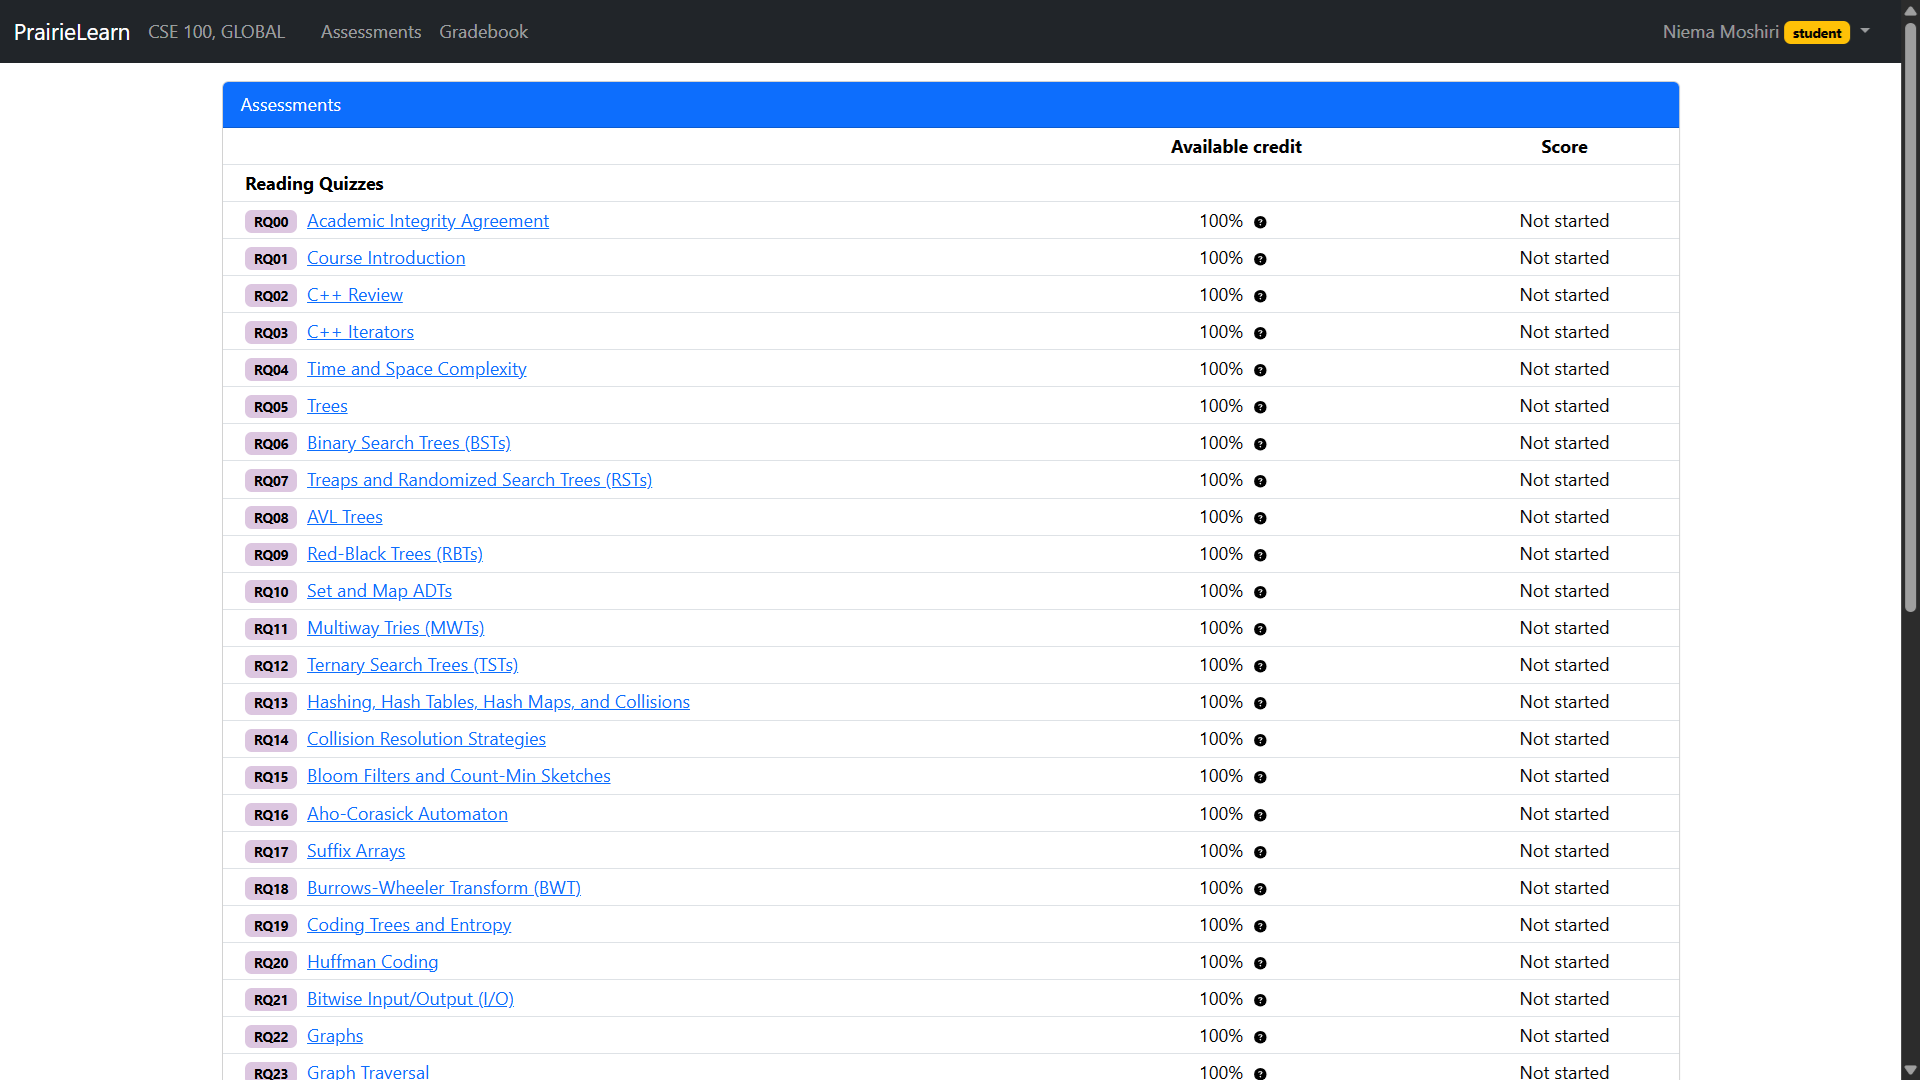 PrairieLearn CSE 100, GLOBAL Assessments Gradebook Niema Moshiri student
Assessments
Available credit Score
Reading Quizzes
RQ00 Academic Integrity Agreement 100% Not started
RQ01 Course Introduction 100% Not started
RQ02 C++ Review 100% Not started
RQ03 C++ Iterators 100% Not started
RQ04 Time and Space Complexity 100% Not started
RQ05 Trees 100% Not started
RQ06 Binary Search Trees (BSTs) 100% Not started
RQ07 Treaps and Randomized Search Trees (RSTs) 100% Not started
RQ08 AVL Trees 100% Not started
RQ09 Red-Black Trees (RBTs) 100% Not started
RQ10 Set and Map ADTs 100% Not started
RQ11 Multiway Tries (MWTs) 100% Not started
RQ12 Ternary Search Trees (TSTs) 100% Not started
RQ13 Hashing, Hash Tables, Hash Maps, and Collisions 100% Not started
RQ14 Collision Resolution Strategies 100% Not started
RQ15 Bloom Filters and Count-Min Sketches 100% Not started
RQ16 Aho-Corasick Automaton 100% Not started
RQ17 Suffix Arrays 100% Not started
RQ18 Burrows-Wheeler Transform (BWT) 100% Not started
RQ19 Coding Trees and Entropy 100% Not started
RQ20 Huffman Coding 100% Not started
RQ21 Bitwise Input/Output (I/O) 100% Not started
RQ22 Graphs 100% Not started
RQ23 Graph Traversal 100% Not started